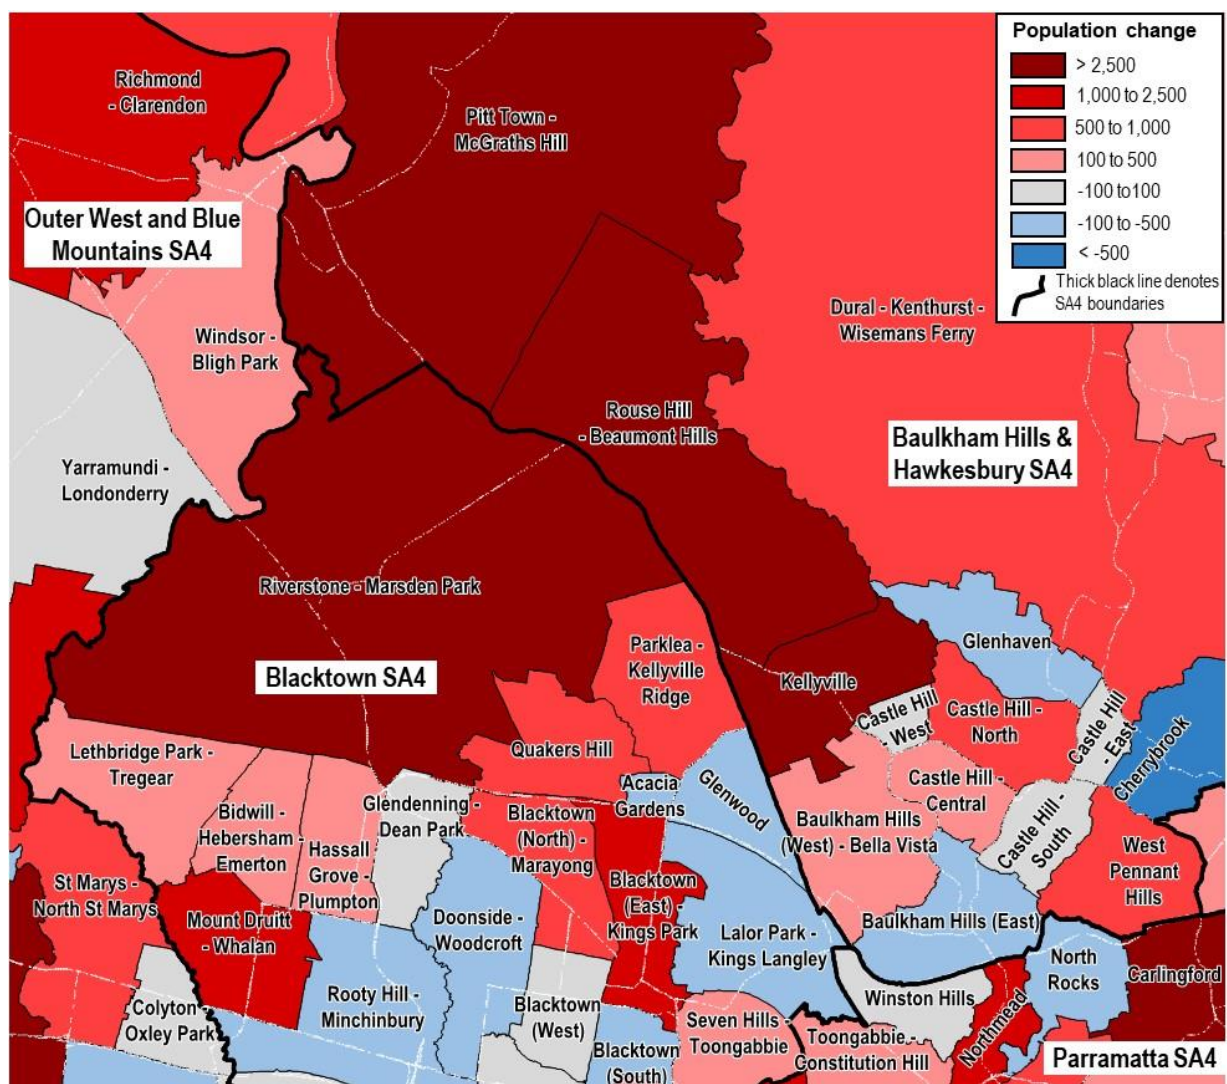 Population change
> 2,500
1,000 to 2,500
500 to 1,000
100 to 500
-100 to100
-100 to -500
< -500
Thick black line denotes
SA4 boundaries
Richmond
- Clarendon
Pitt Town -
McGraths Hill
Outer West and Blue
Mountains SA4
Windsor -
Bligh Park
Dural - Kenthurst -
Wisemans Ferry
Rouse Hill
- Beaumont Hills
Baulkham Hills &
Hawkesbury SA4
Yarramundi -
Londonderry
Riverstone - Marsden Park
Blacktown SA4
Parklea -
Kellyville
Ridge
Glenhaven
Kellyville
Castle Hill
West
Castle Hill -
North
Castle Hill
- East
Cherrybrook
Lethbridge Park -
Tregear
Quakers Hill
Acacia
Gardens
Glenwood
Castle Hill -
Central
Castle Hill -
South
Bidwill -
Hebersham -
Emerton
Glendenning -
Dean Park
Blacktown
(North) -
Marayong
Baulkham Hills
(West) - Bella Vista
Hassall
Grove -
Plumpton
West
Pennant
Hills
St Marys -
North St Marys
Mount Druitt
- Whalan
Doonside -
Woodcroft
Blacktown
(East) -
Kings Park
Lalor Park -
Kings Langley
Baulkham Hills (East)
North
Rocks
Carlingford
Colyton -
Oxley Park
Rooty Hill -
Minchinbury
Blacktown
(West)
Winston Hills
Northmead
Blacktown
(South)
Seven Hills -
Toongabbie
Toongabbie -
Constitution Hill
Parramatta SA4